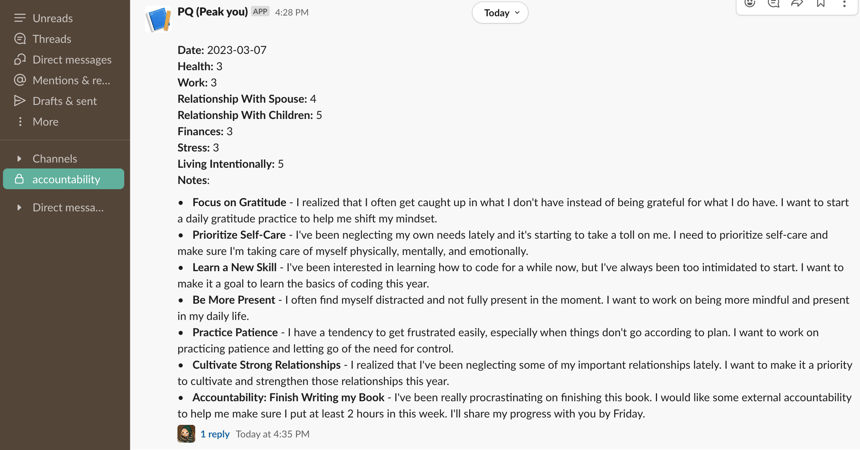 Unreads
Threads
Direct messages
Mentions & re...
Drafts & sent
More
Channels
accountability
Direct messa...
PQ (Peak you) APP 4:28 PM
Today
Date: 2023-03-07
Health: 3
Work: 3
Relationship With Spouse: 4
Relationship With Children: 5
Finances: 3
Stress: 3
Living Intentionally: 5
Notes:
• Focus on Gratitude - I realized that I often get caught up in what I don't have instead of being grateful for what I do have. I want to start
a daily gratitude practice to help me shift my mindset.
• Prioritize Self-Care - I've been neglecting my own needs lately and it's starting to take a toll on me. I need to prioritize self-care and
make sure I'm taking care of myself physically, mentally, and emotionally.
• Learn a New Skill - I've been interested in learning how to code for a while now, but I've always been too intimidated to start. I want to
make it a goal to learn the basics of coding this year.
• Be More Present - I often find myself distracted and not fully present in the moment. I want to work on being more mindful and present
in my daily life.
• Practice Patience - I have a tendency to get frustrated easily, especially when things don't go according to plan. I want to work on
practicing patience and letting go of the need for control.
• Cultivate Strong Relationships - I realized that I've been neglecting some of my important relationships lately. I want to make it a priority
to cultivate and strengthen those relationships this year.
• Accountability: Finish Writing my Book - I've been really procrastinating on finishing this book. I would like some external accountability
to help me make sure I put at least 2 hours in this week. I'll share my progress with you by Friday.
1 reply Today at 4:35 PM